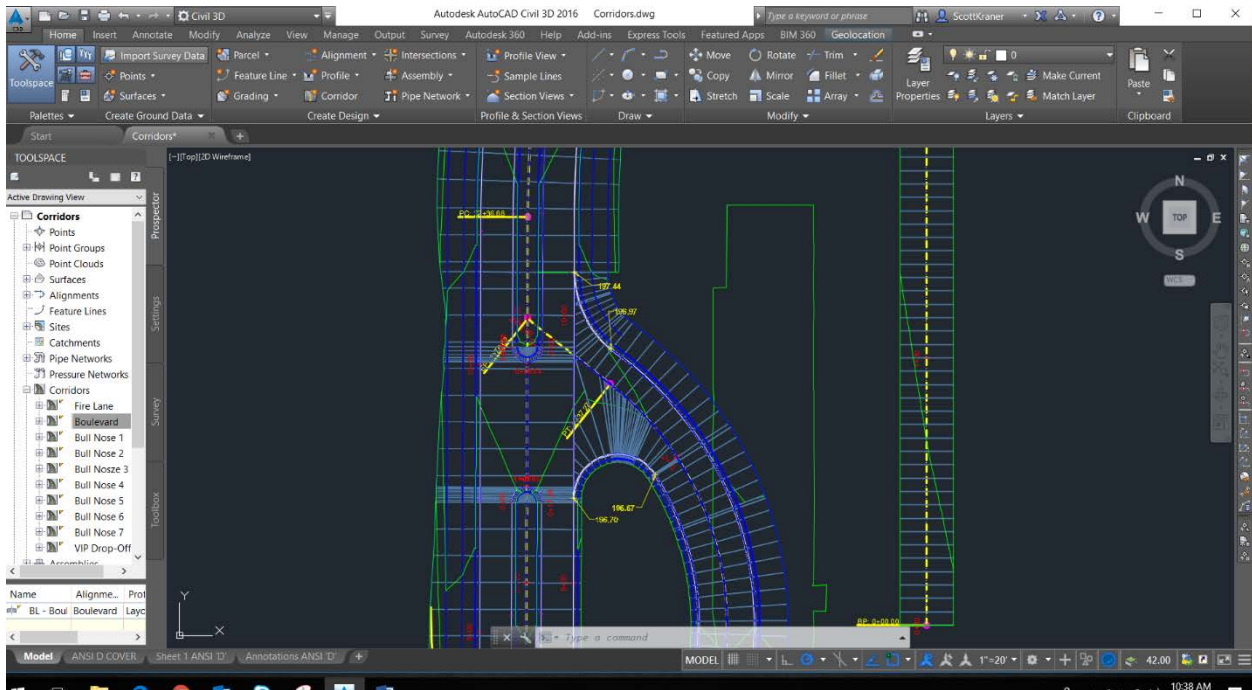 Civil 3D
Autodesk AutoCAD Civil 3D 2016 Corridors.dwg
Type a keyword or phrase
ScottKraner
Home Insert Annotate Modify Analyze View Manage Output Survey Autodesk 360 Help Add-ins Express Tools Featured Apps BIM 360 Geolocation
Toolspace
Import Survey Data
Points
Surfaces
Parcel
Feature Line
Grading
Alignment
Profile
Corridor
Intersections
Assembly
Pipe Network
Profile View
Sample Lines
Section Views
Move Rotate Trim
Copy Mirror Fillet
Stretch Scale Array
Layer Properties
0
Make Current
Match Layer
Paste
Palettes Create Ground Data Create Design Profile & Section Views Draw Modify Layers Clipboard
Start Corridors*
TOOLSPACE
Active Drawing View
Corridors
Points
Point Groups
Point Clouds
Surfaces
Alignments
Feature Lines
Sites
Catchments
Pipe Networks
Pressure Networks
Corridors
Fire Lane
Boulevard
Bull Nose 1
Bull Nose 2
Bull Nosze 3
Bull Nose 4
Bull Nose 5
Bull Nose 6
Bull Nose 7
VIP Drop-Off
Assemblies
Prospector
Settings
Survey
Toolbox
Name Alignme... Prof
BL - Boul Boulevard Layc
[-][Top][2D Wireframe]
197.44
196.97
196.67
196.70
BP: 0+00.00
N
W TOP E
S
WCS
Y
X
Type a command
Model ANSI D COVER Sheet 1 ANSI 'D' Annotations ANSI 'D'
MODEL 1"=20' 42.00
10:38 AM